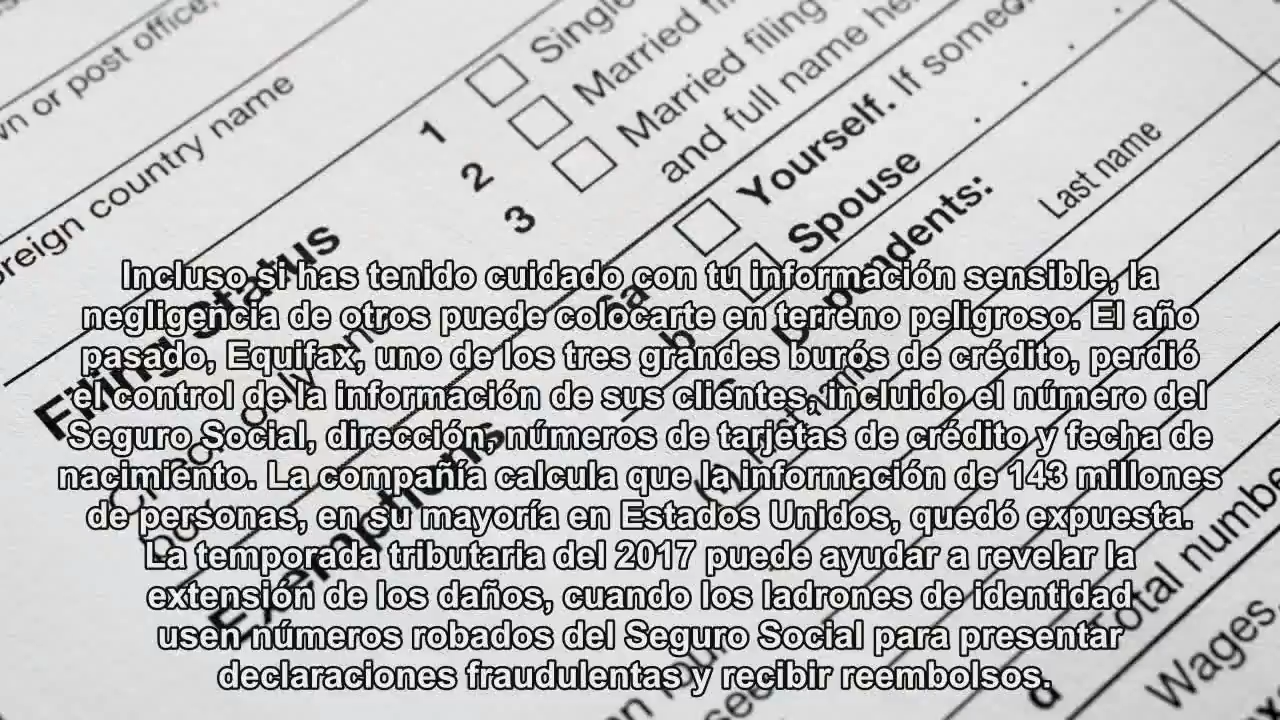 wn or post office,
oreign country name
Filing Status
1
2
3
Single
Married
Married filing
and full name he
6a
Yourself. If someo
b
Spouse
Dependents:
Last name
Exemptions
Total numbe
Wages,
d
Incluso si has tenido cuidado con tu información sensible, la
negligencia de otros puede colocarte en terreno peligroso. El año
pasado, Equifax, uno de los tres grandes burós de crédito, perdió
el control de la información de sus clientes, incluido el número del
Seguro Social, dirección, números de tarjetas de crédito y fecha de
nacimiento. La compañía calcula que la información de 143 millones
de personas, en su mayoría en Estados Unidos, quedó expuesta.
La temporada tributaria del 2017 puede ayudar a revelar la
extensión de los daños, cuando los ladrones de identidad
usen números robados del Seguro Social para presentar
declaraciones fraudulentas y recibir reembolsos.